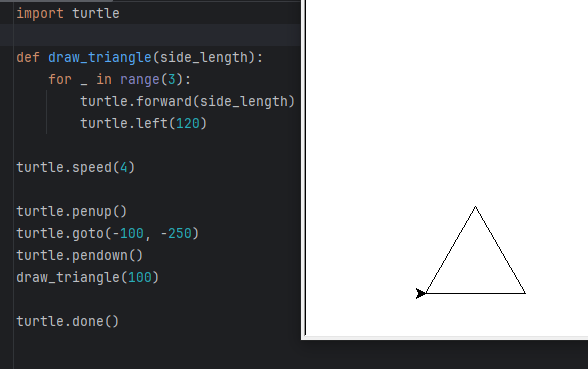 import turtle
def draw_triangle(side_length):
    for _ in range(3):
        turtle.forward(side_length)
        turtle.left(120)
turtle.speed(4)
turtle.penup()
turtle.goto(-100, -250)
turtle.pendown()
draw_triangle(100)
turtle.done()